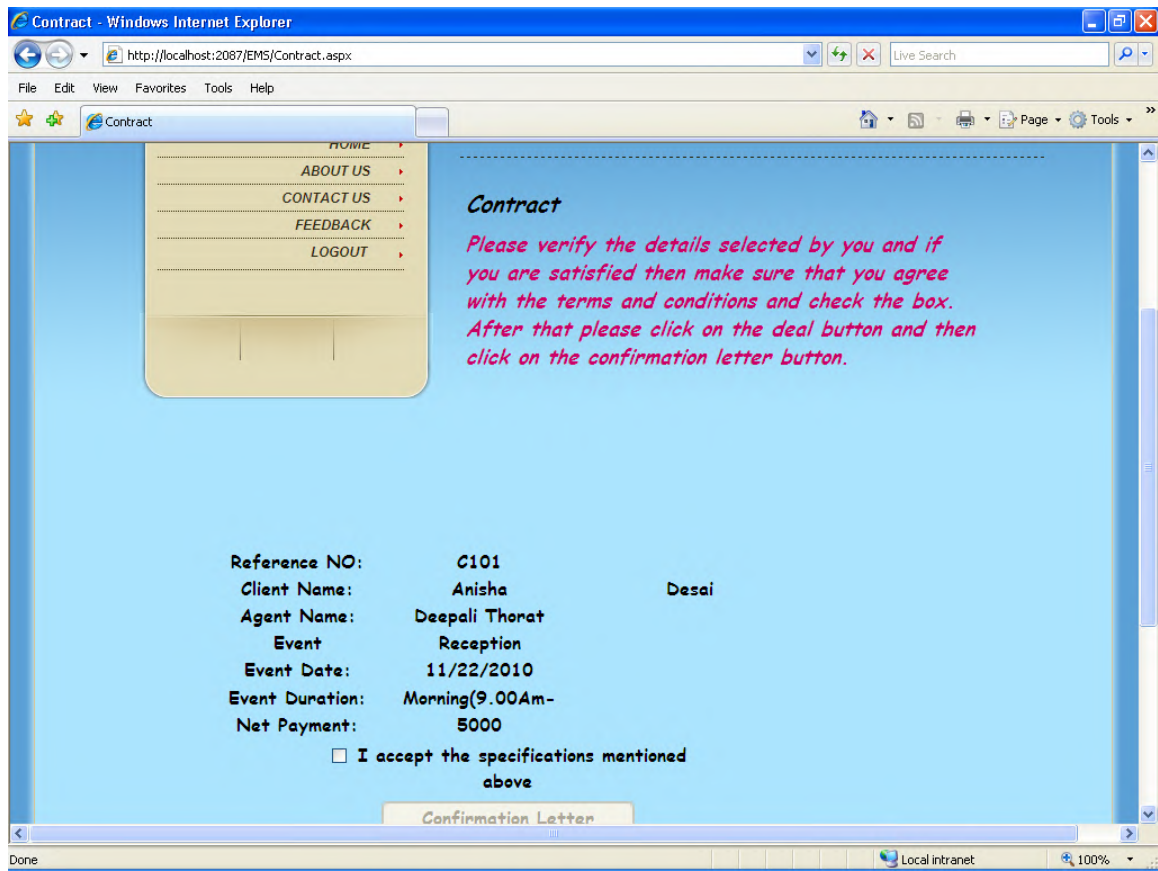 Contract - Windows Internet Explorer
http://localhost:2087/EMS/Contract.aspx
Live Search
File Edit View Favorites Tools Help
Contract
Page Tools
HOME
ABOUT US
CONTACT US
FEEDBACK
LOGOUT
Contract
Please verify the details selected by you and if
you are satisfied then make sure that you agree
with the terms and conditions and check the box.
After that please click on the deal button and then
click on the confirmation letter button.
Reference NO: C101
Client Name: Anisha Desai
Agent Name: Deepali Thorat
Event Reception
Event Date: 11/22/2010
Event Duration: Morning(9.00Am-
Net Payment: 5000
I accept the specifications mentioned
above
Confirmation Letter
Done Local intranet 100%